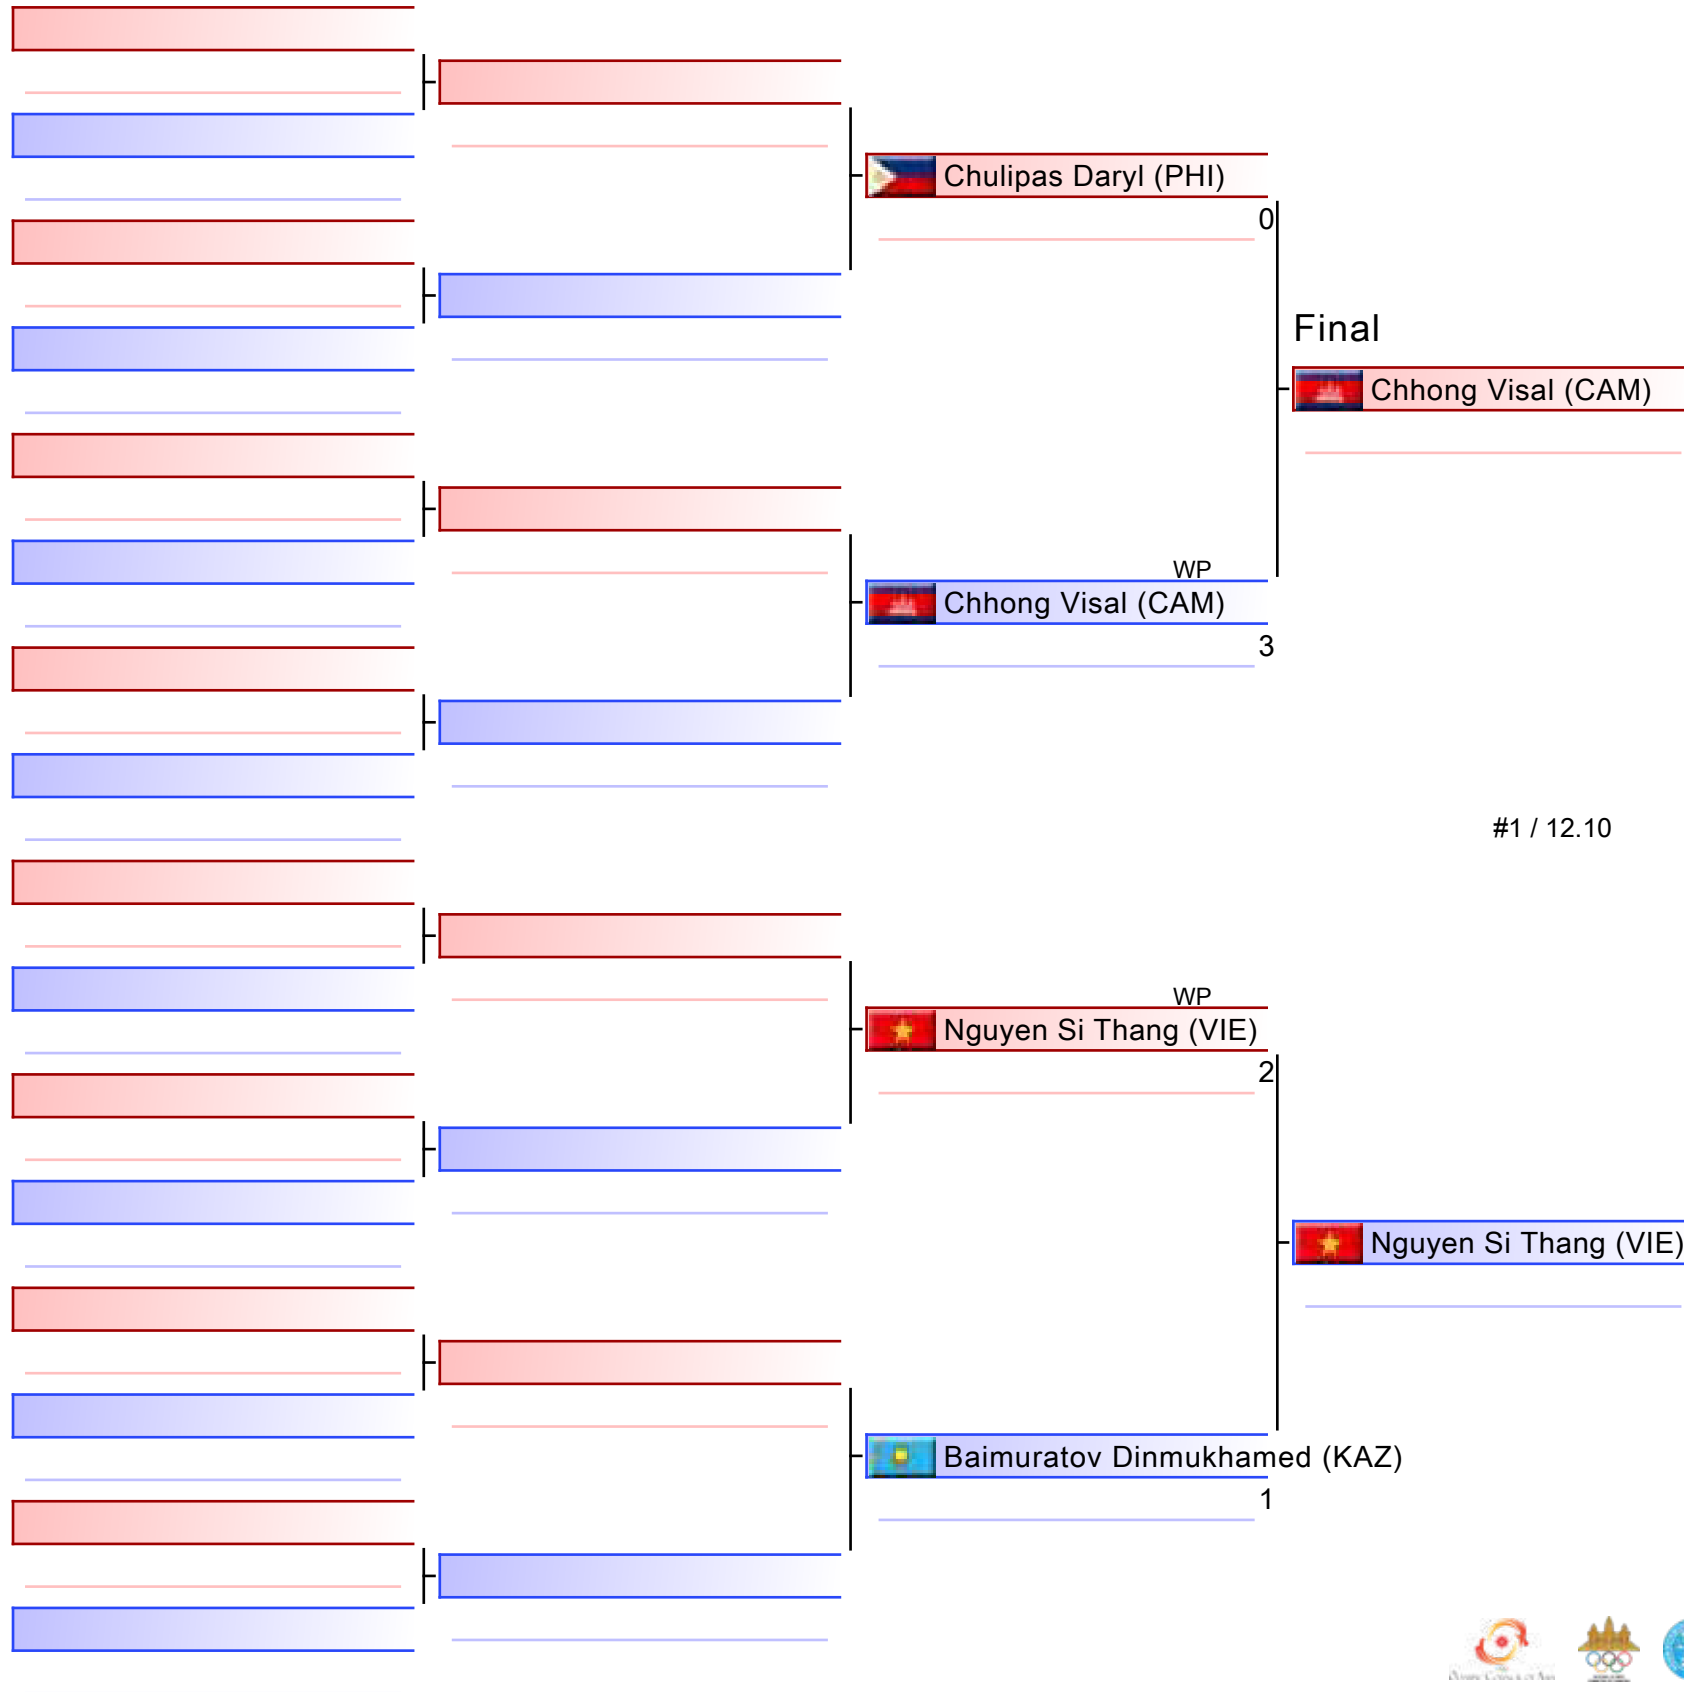 Chulipas Daryl (PHI)
0
Final
Chhong Visal (CAM)
WP
Chhong Visal (CAM)
3
#1 / 12.10
WP
Nguyen Si Thang (VIE)
2
Nguyen Si Thang (VIE)
Baimuratov Dinmukhamed (KAZ)
1